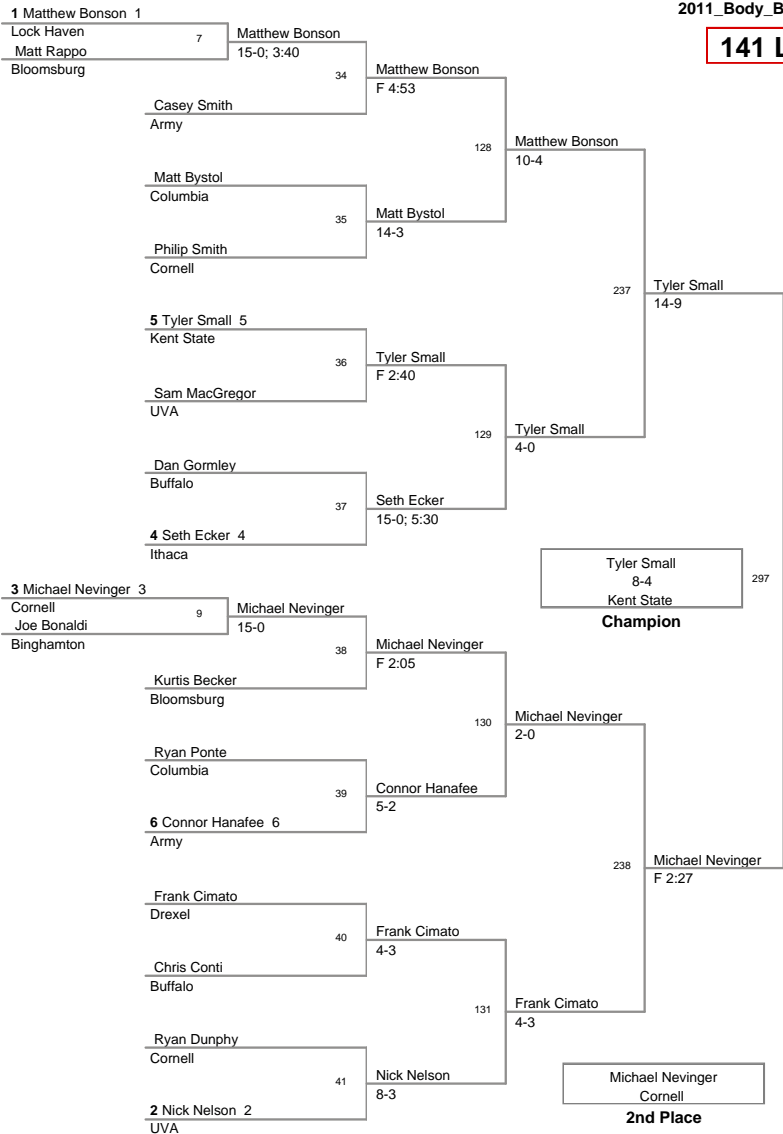 2011_Body_B
1 Matthew Bonson 1
Lock Haven
7
Matt Rappo
Bloomsburg
Matthew Bonson
15-0; 3:40
141 L
34
Matthew Bonson
F 4:53
Casey Smith
Army
128
Matthew Bonson
10-4
Matt Bystol
Columbia
35
Matt Bystol
14-3
Philip Smith
Cornell
237
Tyler Small
14-9
5 Tyler Small 5
Kent State
36
Tyler Small
F 2:40
Sam MacGregor
UVA
129
Tyler Small
4-0
Dan Gormley
Buffalo
37
Seth Ecker
15-0; 5:30
4 Seth Ecker 4
Ithaca
Tyler Small
8-4
Kent State
297
Champion
3 Michael Nevinger 3
Cornell
9
Joe Bonaldi
Binghamton
Michael Nevinger
15-0
38
Michael Nevinger
F 2:05
Kurtis Becker
Bloomsburg
130
Michael Nevinger
2-0
Ryan Ponte
Columbia
39
Connor Hanafee
5-2
6 Connor Hanafee 6
Army
238
Michael Nevinger
F 2:27
Frank Cimato
Drexel
40
Frank Cimato
4-3
Chris Conti
Buffalo
131
Frank Cimato
4-3
Ryan Dunphy
Cornell
41
Nick Nelson
8-3
2 Nick Nelson 2
UVA
Michael Nevinger
Cornell
2nd Place